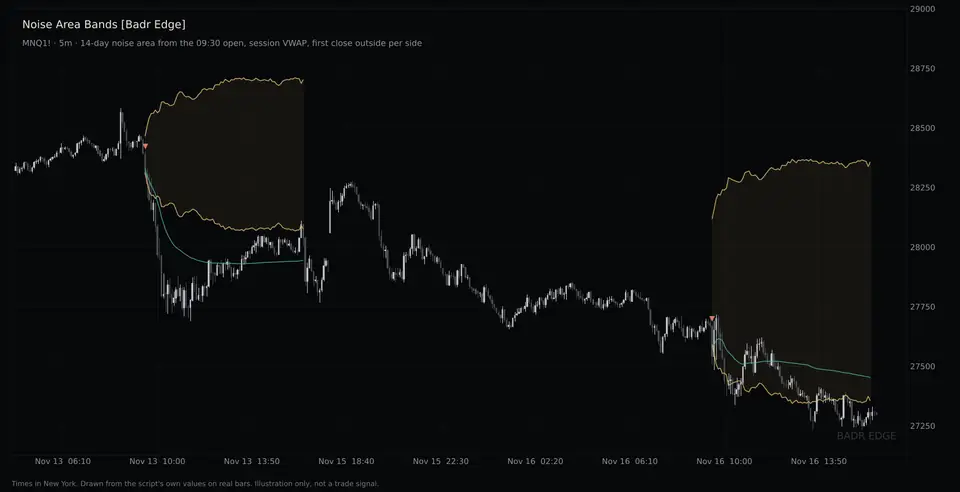 Noise Area Bands [Badr Edge]
MNQ1! · 5m · 14-day noise area from the 09:30 open, session VWAP, first close outside per side
29000
28750
28500
28250
28000
27750
27500
27250
BADR EDGE
Nov 13 06:10 Nov 13 10:00 Nov 13 13:50 Nov 15 18:40 Nov 15 22:30 Nov 16 02:20 Nov 16 06:10 Nov 16 10:00 Nov 16 13:50
Times in New York. Drawn from the script's own values on real bars. Illustration only, not a trade signal.